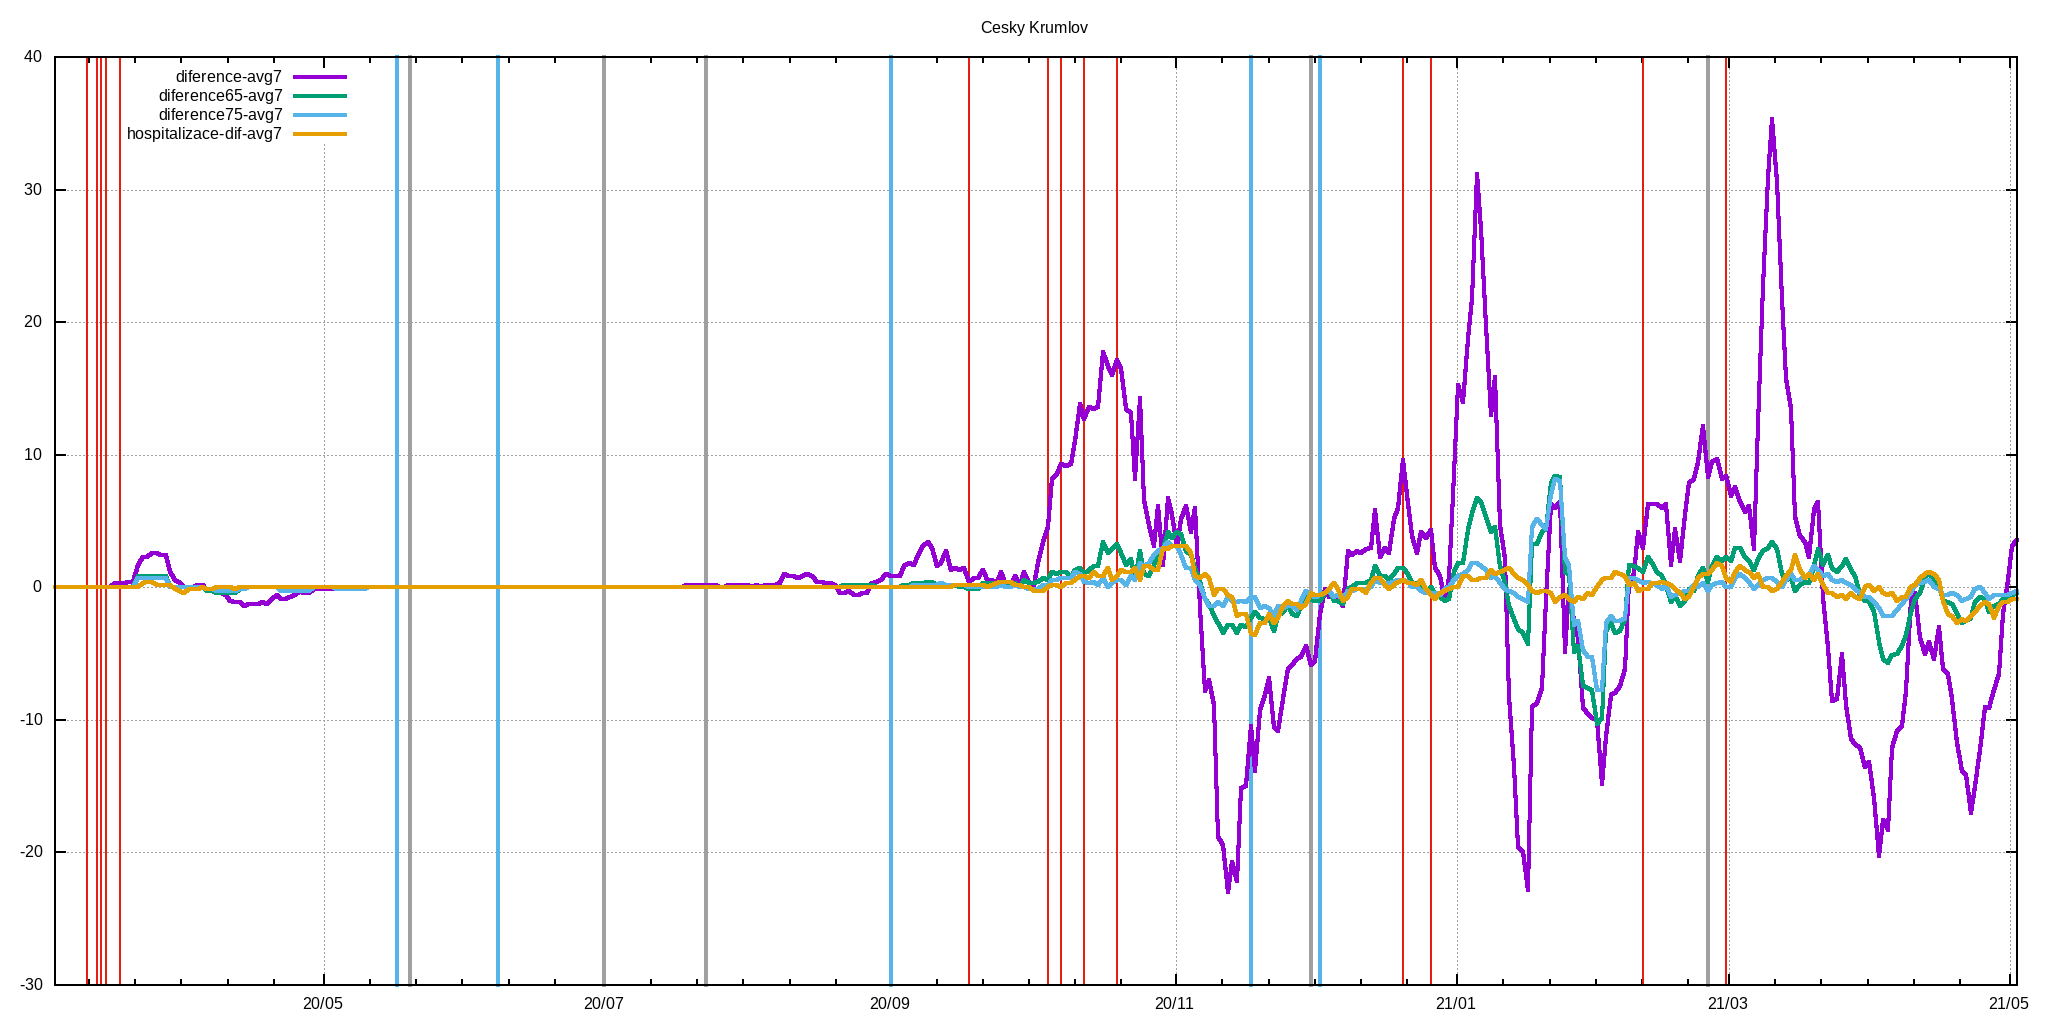 Cesky Krumlov
40
diference-avg7
diference65-avg7
diference75-avg7
hospitalizace-dif-avg7
30
20
10
0
-10
-20
-30
20/05 20/07 20/09 20/11 21/01 21/03 21/05